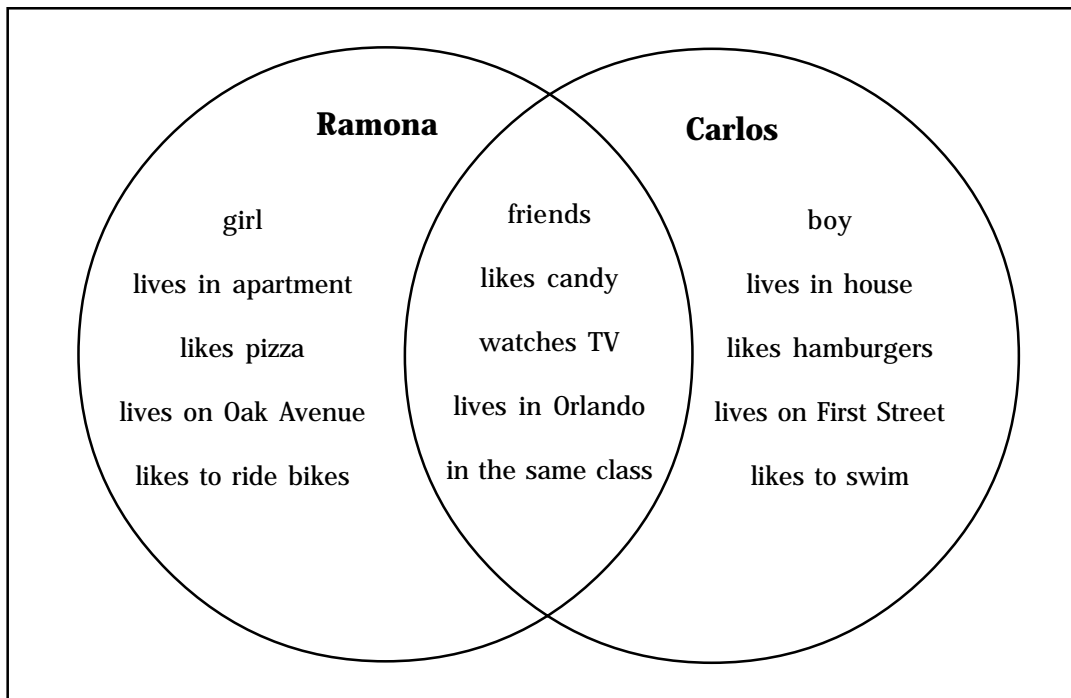 Ramona
Carlos
girl
lives in apartment
likes pizza
lives on Oak Avenue
likes to ride bikes
friends
likes candy
watches TV
lives in Orlando
in the same class
boy
lives in house
likes hamburgers
lives on First Street
likes to swim